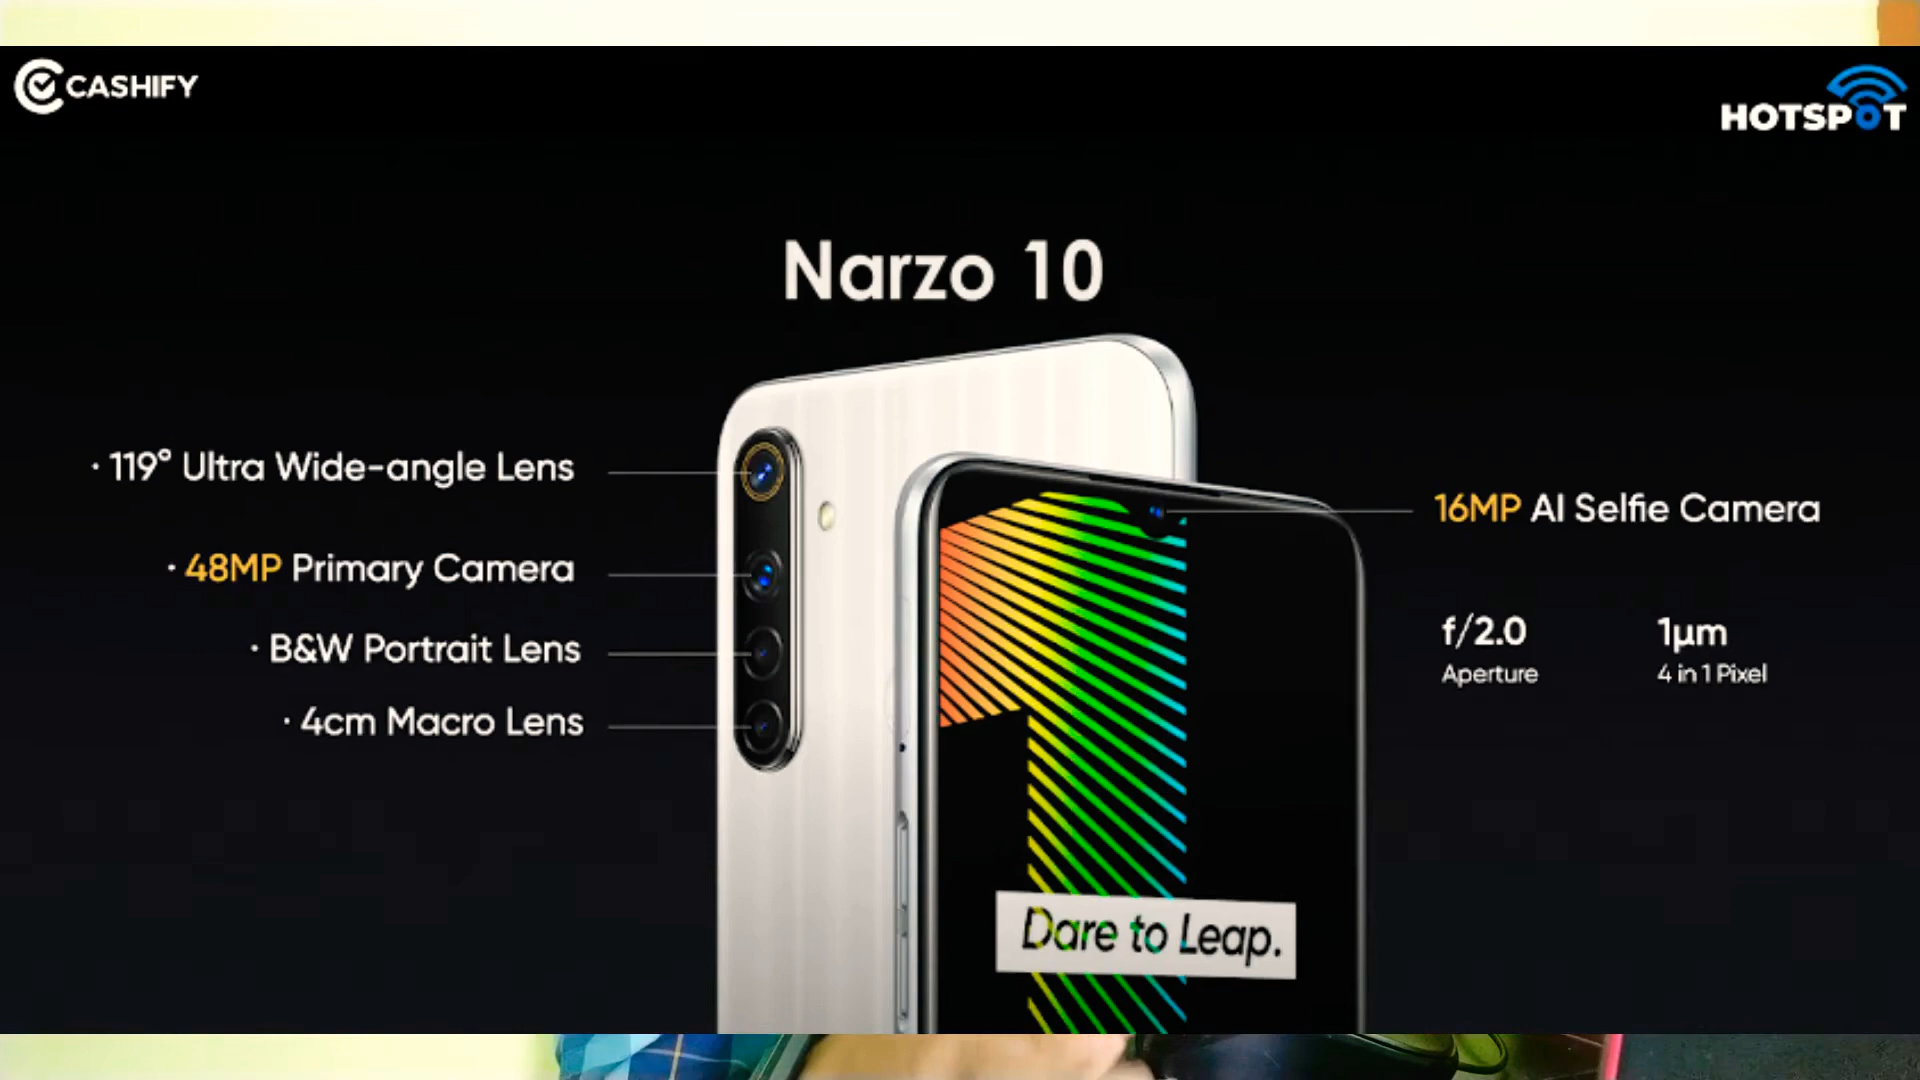 CASHIFY
HOTSPOT
Narzo 10
· 119° Ultra Wide-angle Lens
· 48MP Primary Camera
· B&W Portrait Lens
· 4cm Macro Lens
16MP AI Selfie Camera
f/2.0
Aperture
1μm
4 in 1 Pixel
Dare to Leap.